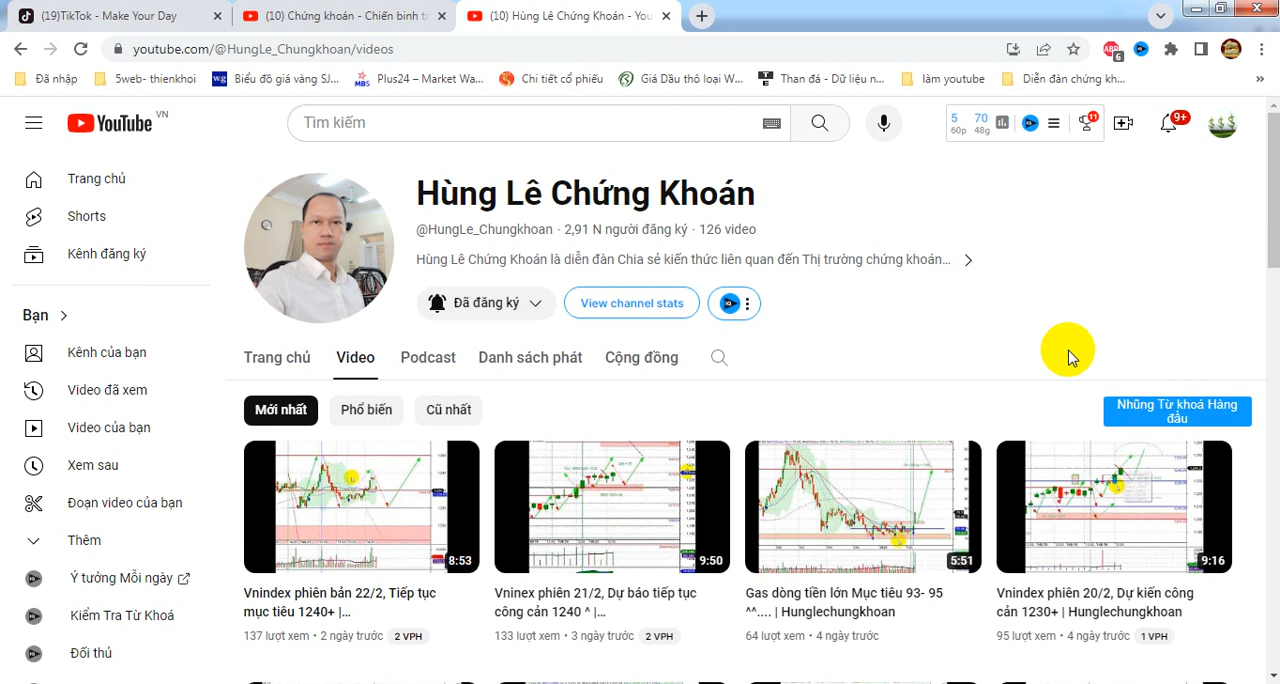 (19)TikTok - Make Your Day
(10) Chứng khoán - Chiến binh tr
(10) Hùng Lê Chứng Khoán - You
youtube.com/@HungLe_Chungkhoan/videos
ABP
6
Đã nhập
5web- thienkhoi
wg
Biểu đồ giá vàng SJ...
MBS
Plus24 – Market Wa...
Chi tiết cổ phiếu
Giá Dầu thô loại W...
TE
Than đá - Dữ liệu n...
làm youtube
Diễn đàn chứng kh...
»
YouTube VN
Tìm kiếm
5
60p
70
48g
11
9+
Trang chủ
Shorts
Kênh đăng ký
Bạn
Kênh của bạn
Video đã xem
Video của bạn
Xem sau
Đoạn video của bạn
Thêm
Ý tưởng Mỗi ngày
Kiểm Tra Từ Khoá
Đối thủ
Hùng Lê Chứng Khoán
@HungLe_Chungkhoan · 2,91 N người đăng ký · 126 video
Hùng Lê Chứng Khoán là diễn đàn Chia sẻ kiến thức liên quan đến Thị trường chứng khoán...
Đã đăng ký
View channel stats
Trang chủ
Video
Podcast
Danh sách phát
Cộng đồng
Mới nhất
Phổ biến
Cũ nhất
Những Từ khoá Hàng
đầu
8:53
9:50
5:51
9:16
Vnindex phiên bản 22/2, Tiếp tục
mục tiêu 1240+ |...
137 lượt xem • 2 ngày trước
2 VPH
Vninex phiên 21/2, Dự báo tiếp tục
công cản 1240 ^ |...
133 lượt xem • 3 ngày trước
2 VPH
Gas dòng tiền lớn Mục tiêu 93- 95
^^.... | Hunglechungkhoan
64 lượt xem • 4 ngày trước
Vnindex phiên 20/2, Dự kiến công
cản 1230+ | Hunglechungkhoan
95 lượt xem • 4 ngày trước
1 VPH